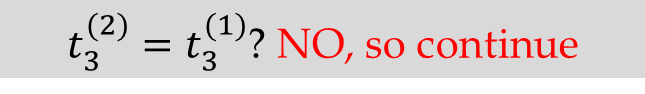 $t_3^{(2)} = t_3^{(1)}$? NO, so continue